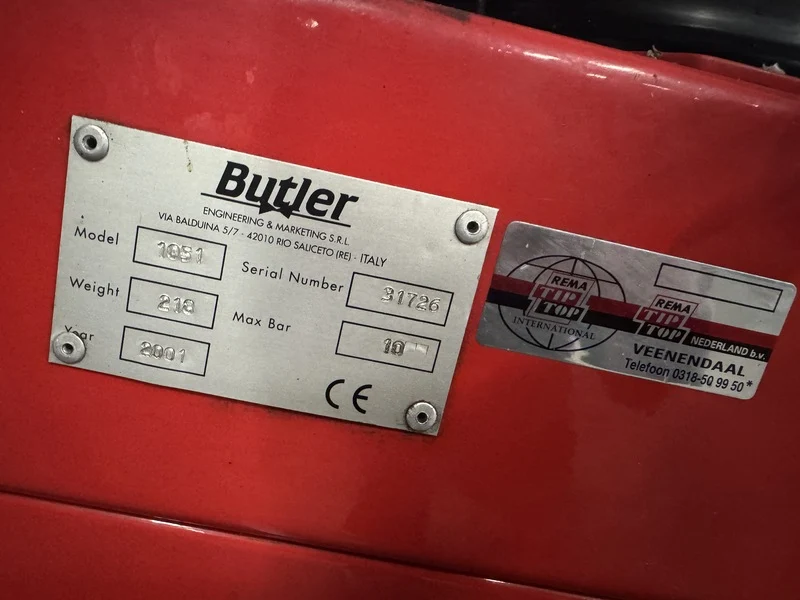 Butler
ENGINEERING & MARKETING S.R.L
VIA BALDUINA 5/7 - 42010 RIO SALICETO (RE) - ITALY
Model 1051
Serial Number 31726
Weight 218
Max Bar 10
Year 2001
CE
REMA
TIP
TOP
INTERNATIONAL
REMA
TIP
TOP
NEDERLAND b.v.
VEENENDAAL
Telefoon 0318-50 99 50*